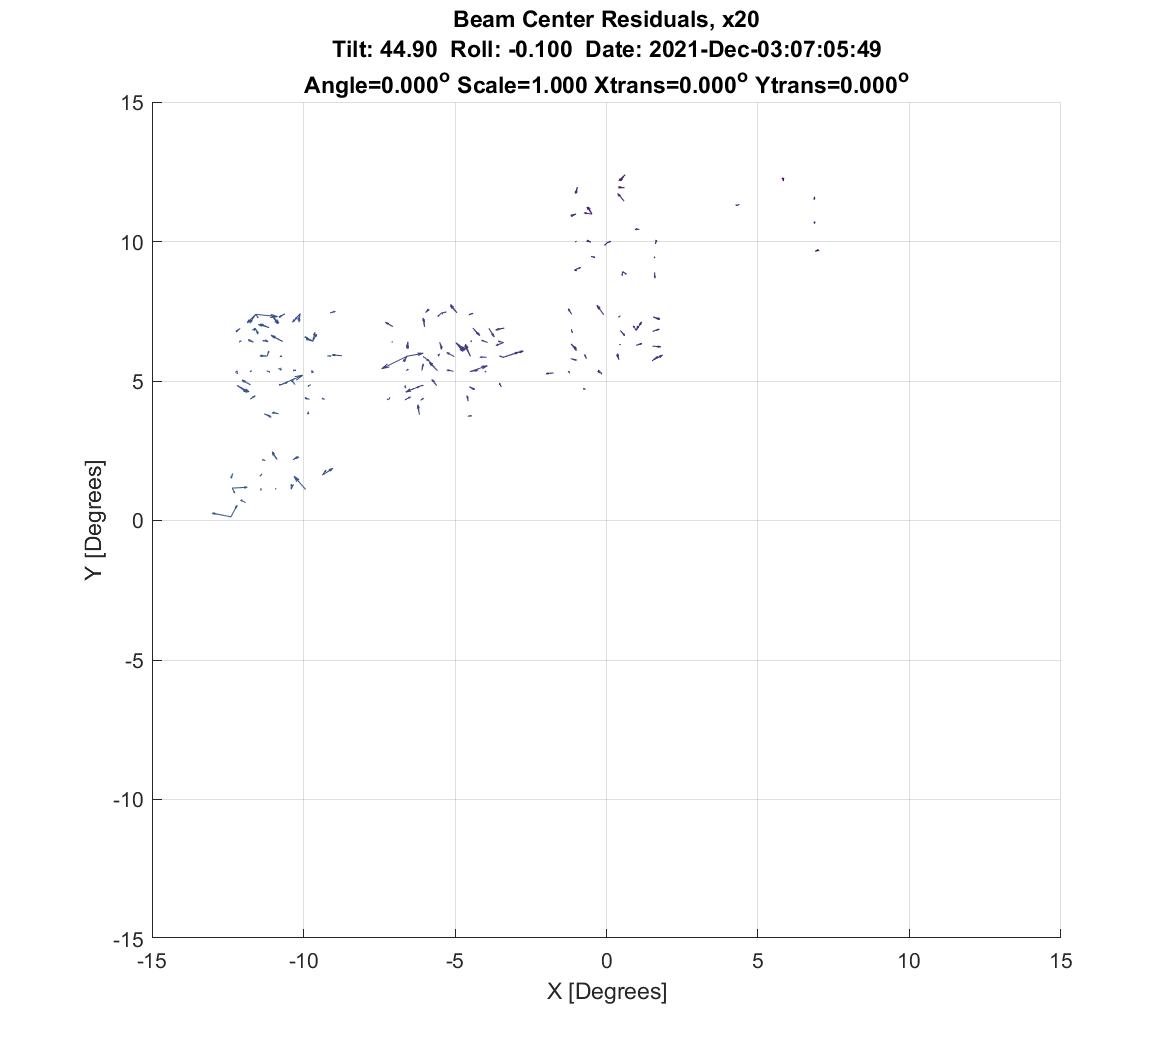 Beam Center Residuals, x20
Tilt: 44.90  Roll: -0.100  Date: 2021-Dec-03:07:05:49
Angle=0.000° Scale=1.000 Xtrans=0.000° Ytrans=0.000°
15
10
5
0
-5
-10
-15
Y [Degrees]
-15 -10 -5 0 5 10 15
X [Degrees]